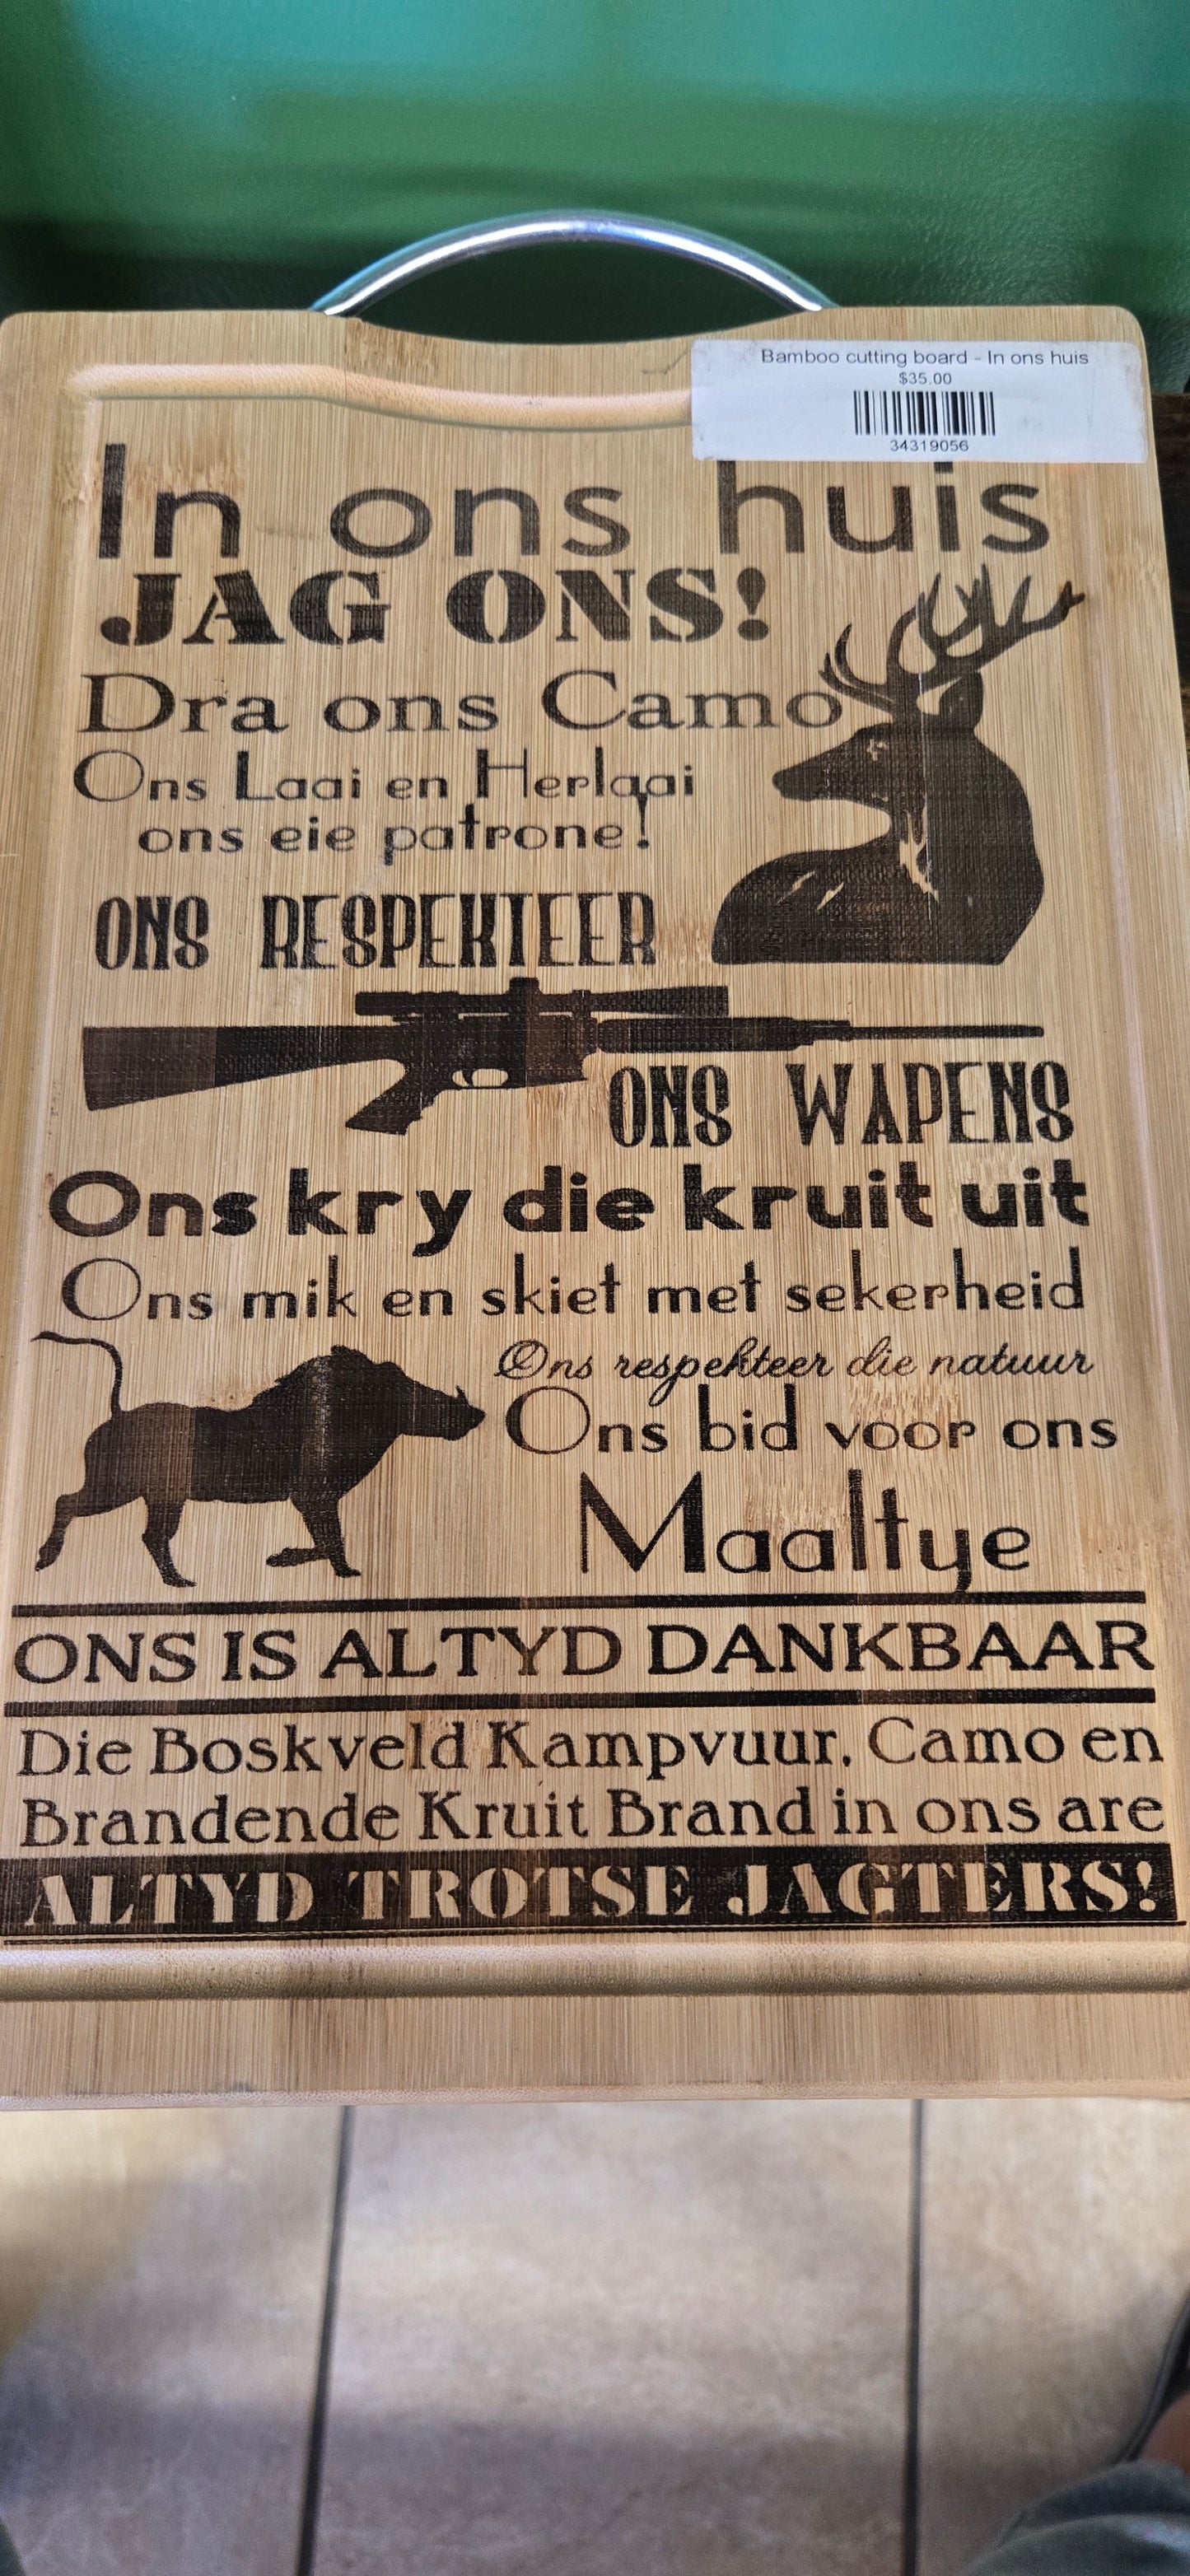 Bamboo cutting board - In ons huis
$35.00
34319056
In ons huis
JAG ONS!
Dra ons Camo
Ons Laai en Herlaai
ons eie patrone!
ONS RESPEKTEER
ONS WAPENS
Ons kry die kruit uit
Ons mik en skiet met sekerheid
Ons respekteer die natuur
Ons bid voor ons
Maaltye
ONS IS ALTYD DANKBAAR
Die Boskveld Kampvuur, Camo en
Brandende Kruit Brand in ons are
ALTYD TROTSE JAGTERS!